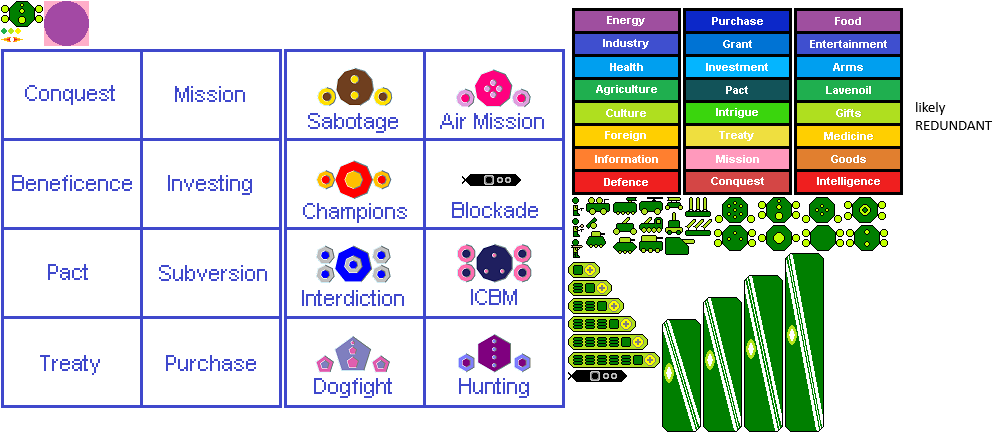 Conquest Mission
Sabotage Air Mission
Beneficence Investing
Champions Blockade
Pact Subversion
Interdiction ICBM
Treaty Purchase
Dogfight Hunting
Energy Purchase Food
Industry Grant Entertainment
Health Investment Arms
Agriculture Pact Lavenoil
Culture Intrigue Gifts
Foreign Treaty Medicine
Information Mission Goods
Defence Conquest Intelligence
likely
REDUNDANT